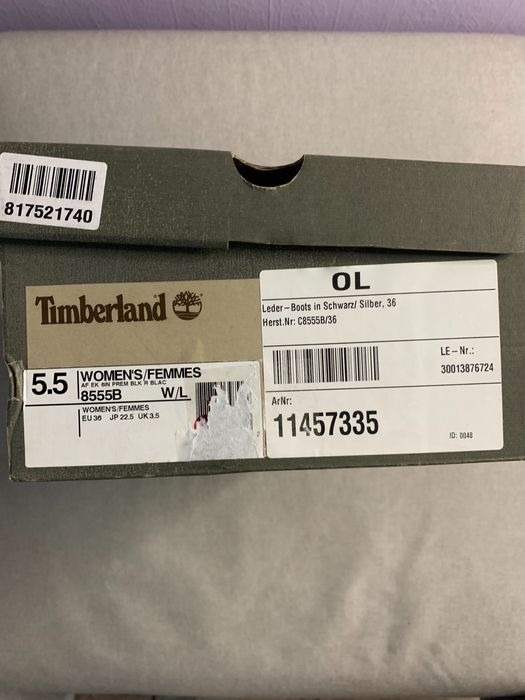 817521740
Timberland
5.5
WOMEN'S/FEMMES
AF EK 6IN PREM BLK R BLAC
8555B W/L
WOMEN'S/FEMMES
EU 36 JP 22.5 UK 3.5
2
OL
Leder-Boots in Schwarz/ Silber, 36
Herst.Nr: C8555B/36
LE-Nr.:
30013876724
ArNr:
11457335
ID: 0048